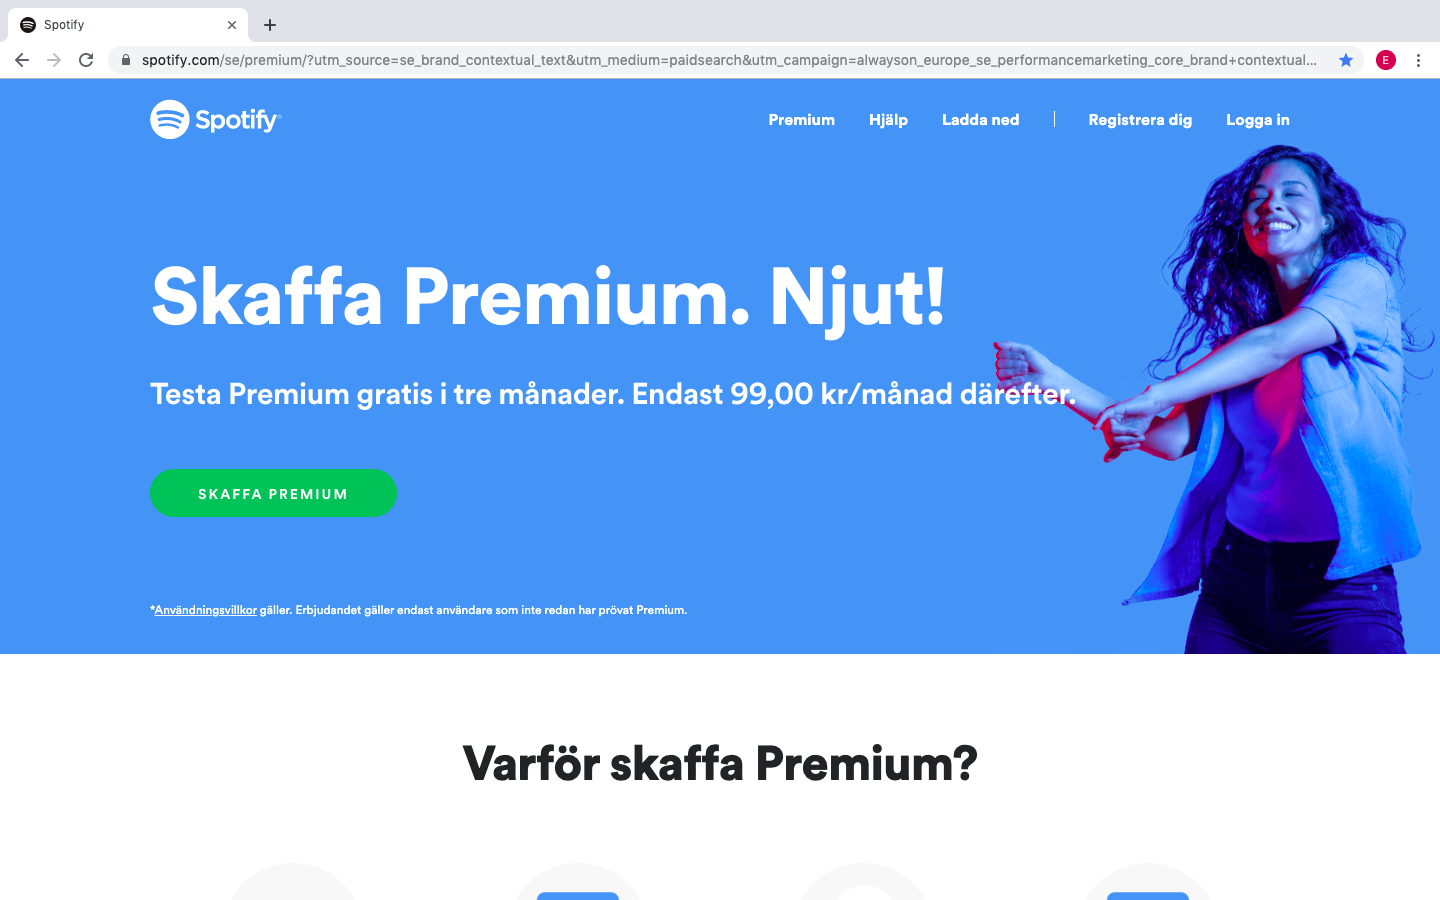 Spotify
spotify.com/se/premium/?utm_source=se_brand_contextual_text&utm_medium=paidsearch&utm_campaign=alwayson_europe_se_performancemarketing_core_brand+contextual...
E
Spotify®
Premium Hjälp Ladda ned Registrera dig Logga in
Skaffa Premium. Njut!
Testa Premium gratis i tre månader. Endast 99,00 kr/månad därefter.
SKAFFA PREMIUM
*Användningsvillkor gäller. Erbjudandet gäller endast användare som inte redan har prövat Premium.
Varför skaffa Premium?